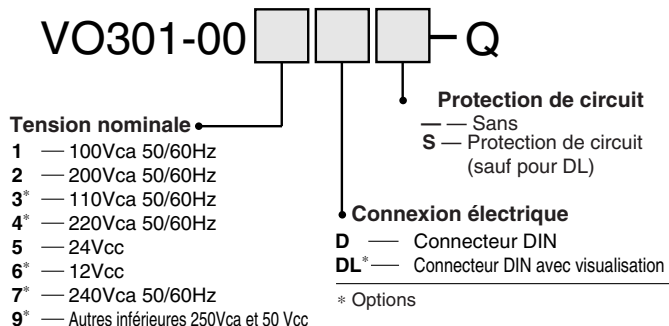 VO301-00 - Q
Tension nominale
1 — 100Vca 50/60Hz
2 — 200Vca 50/60Hz
3* — 110Vca 50/60Hz
4* — 220Vca 50/60Hz
5 — 24Vcc
6* — 12Vcc
7* — 240Vca 50/60Hz
9* — Autres inférieures 250Vca et 50 Vcc
Protection de circuit
— — Sans
S — Protection de circuit
(sauf pour DL)
Connexion électrique
D — Connecteur DIN
DL* — Connecteur DIN avec visualisation
* Options